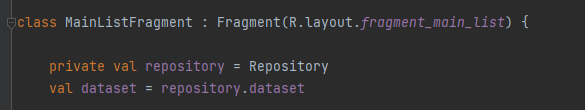 class MainListFragment : Fragment(R.layout.fragment_main_list) {
private val repository = Repository
val dataset = repository.dataset